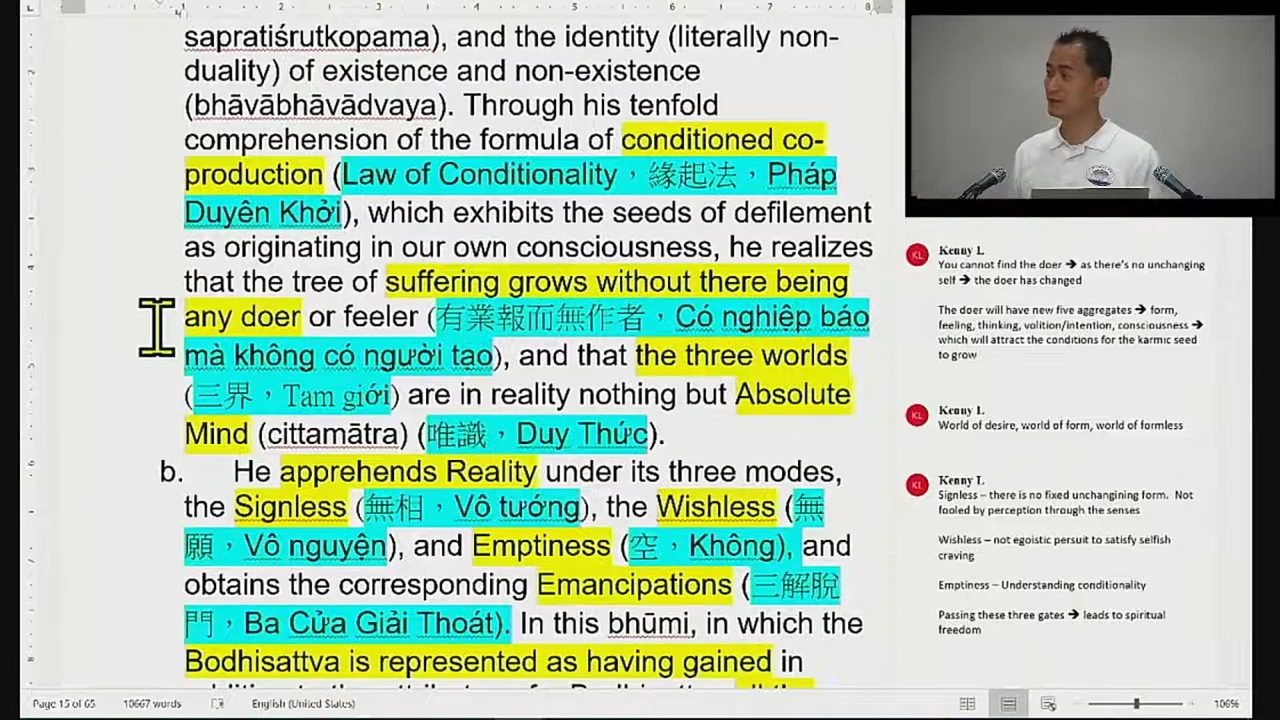 sapratiśrutkopama), and the identity (literally non-
duality) of existence and non-existence
(bhāvābhāvādvaya). Through his tenfold
comprehension of the formula of conditioned co-
production (Law of Conditionality，緣起法，Pháp
Duyên Khởi), which exhibits the seeds of defilement
as originating in our own consciousness, he realizes
that the tree of suffering grows without there being
any doer or feeler (有業報而無作者，Có nghiệp báo
mà không có người tạo), and that the three worlds
(三界，Tam giới) are in reality nothing but Absolute
Mind (cittamātra) (唯識，Duy Thức).
b. He apprehends Reality under its three modes,
the Signless (無相，Vô tướng), the Wishless (無
願，Vô nguyện), and Emptiness (空，Không), and
obtains the corresponding Emancipations (三解脫
門，Ba Cửa Giải Thoát). In this bhūmi, in which the
Bodhisattva is represented as having gained in
KL Kenny L
You cannot find the doer → as there's no unchanging
self → the doer has changed
The doer will have new five aggregates → form,
feeling, thinking, volition/intention, consciousness →
which will attract the conditions for the karmic seed
to grow
KL Kenny L
World of desire, world of form, world of formless
KL Kenny L
Signless – there is no fixed unchangining form. Not
fooled by perception through the senses
Wishless – not egoistic persuit to satisfy selfish
craving
Emptiness – Understanding conditionality
Passing these three gates → leads to spiritual
freedom
Page 15 of 65 10667 words English (United States) 106%